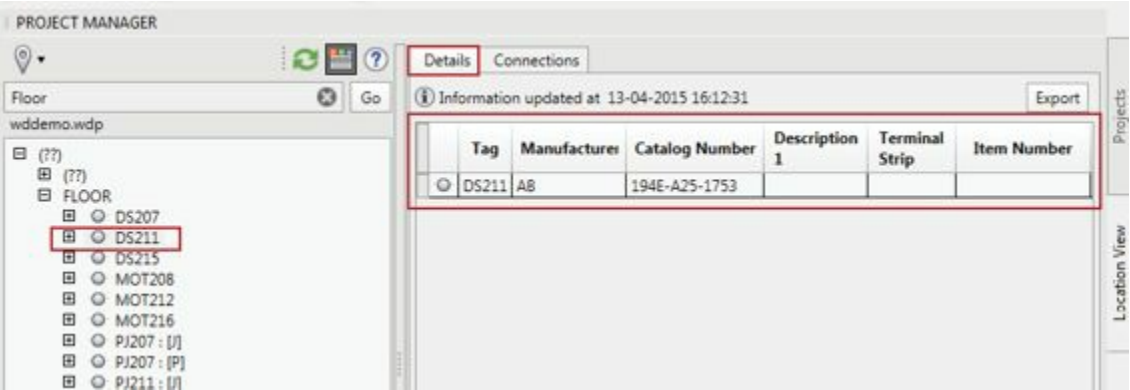 PROJECT MANAGER
Floor
Go
wddemo.wdp
(??)
(??)
FLOOR
DS207
DS211
DS215
MOT208
MOT212
MOT216
PJ207 : [J]
PJ207 : [P]
PJ211 : [J]
Details Connections
Information updated at 13-04-2015 16:12:31
Export
Tag Manufacturer Catalog Number Description 1 Terminal Strip Item Number
DS211 AB 194E-A25-1753
Projects
Location View